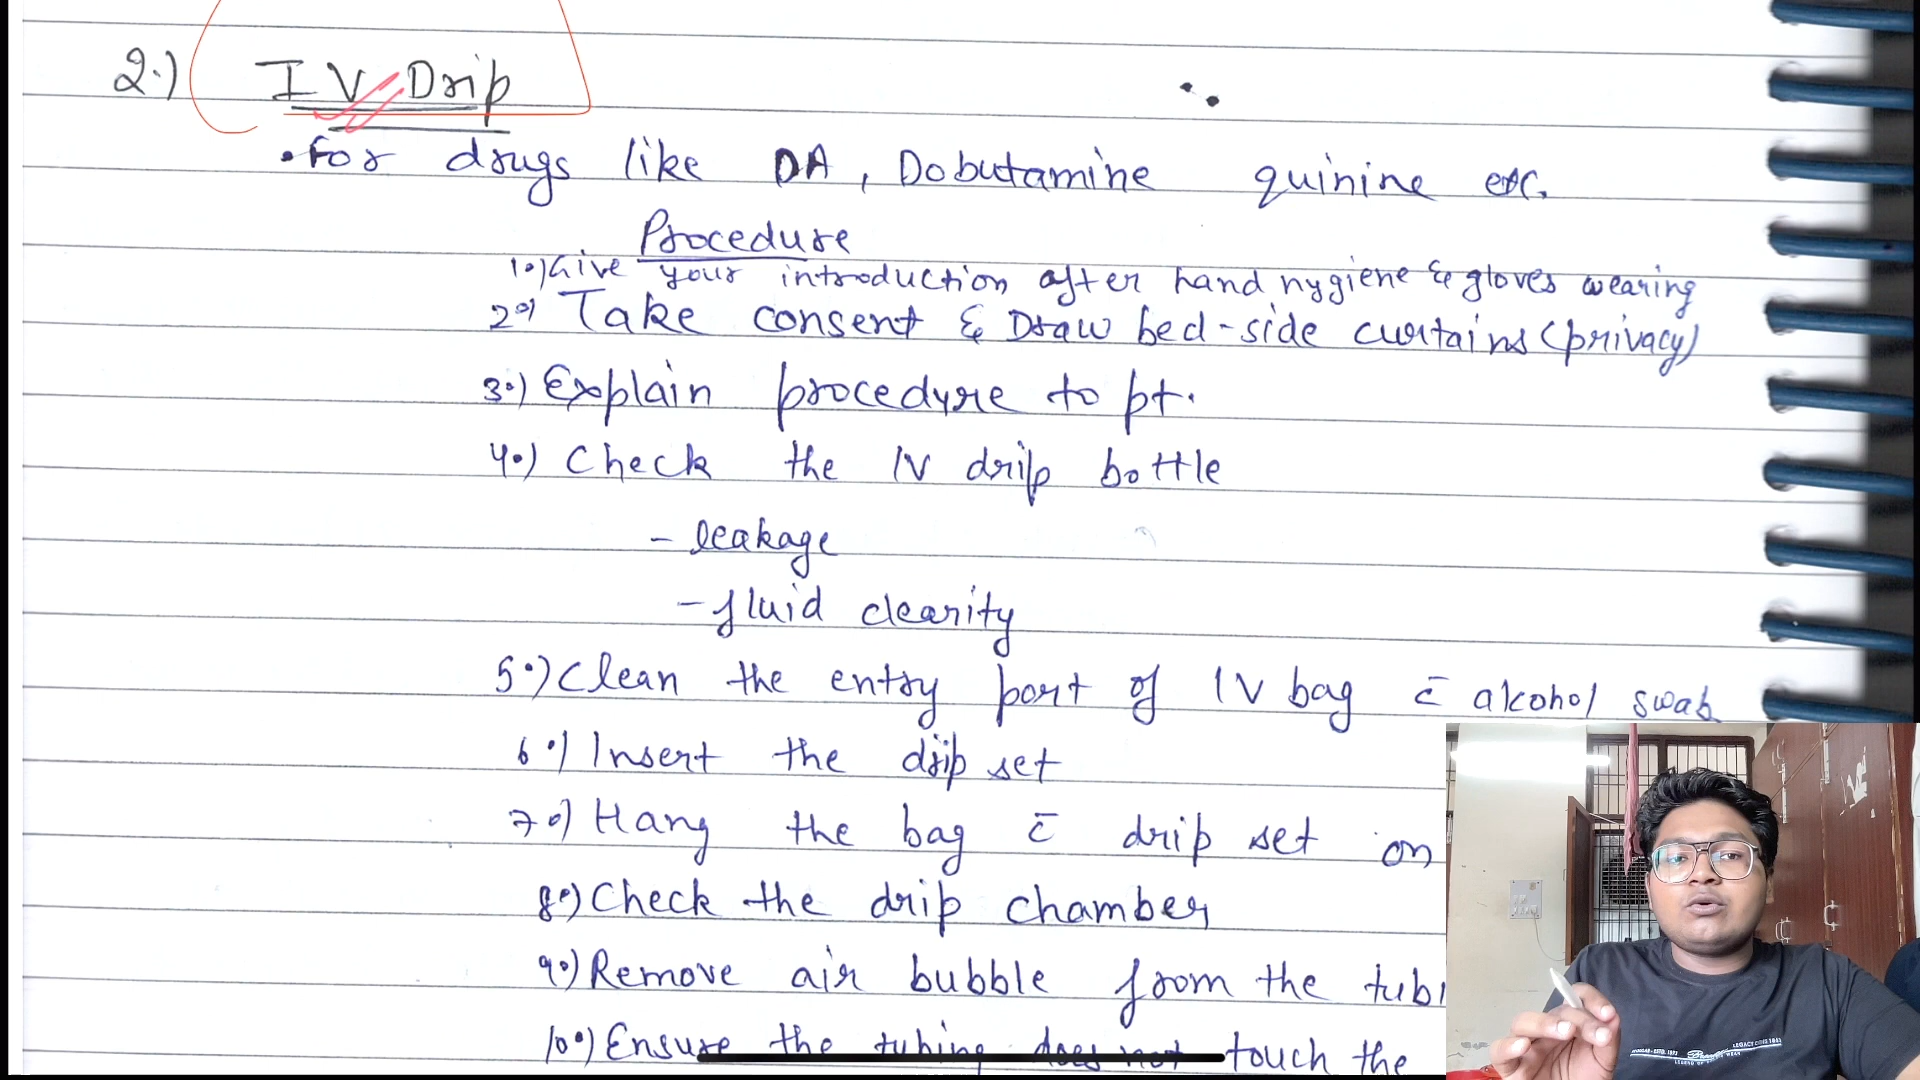 2.) IV Drip
• For drugs like DA, Dobutamine quinine etc.
Procedure
1.) Give your introduction after hand hygiene & gloves wearing
2.) Take consent & Draw bed-side curtains (privacy)
3.) Explain procedure to pt.
4.) Check the IV drip bottle
- leakage
- fluid clearity
5.) Clean the entry port of IV bag c̄ alcohol swab
6.) Insert the drip set
7.) Hang the bag c̄ drip set on
8.) Check the drip chamber
9.) Remove air bubble from the
10.) Ensure the tubing does not touch the